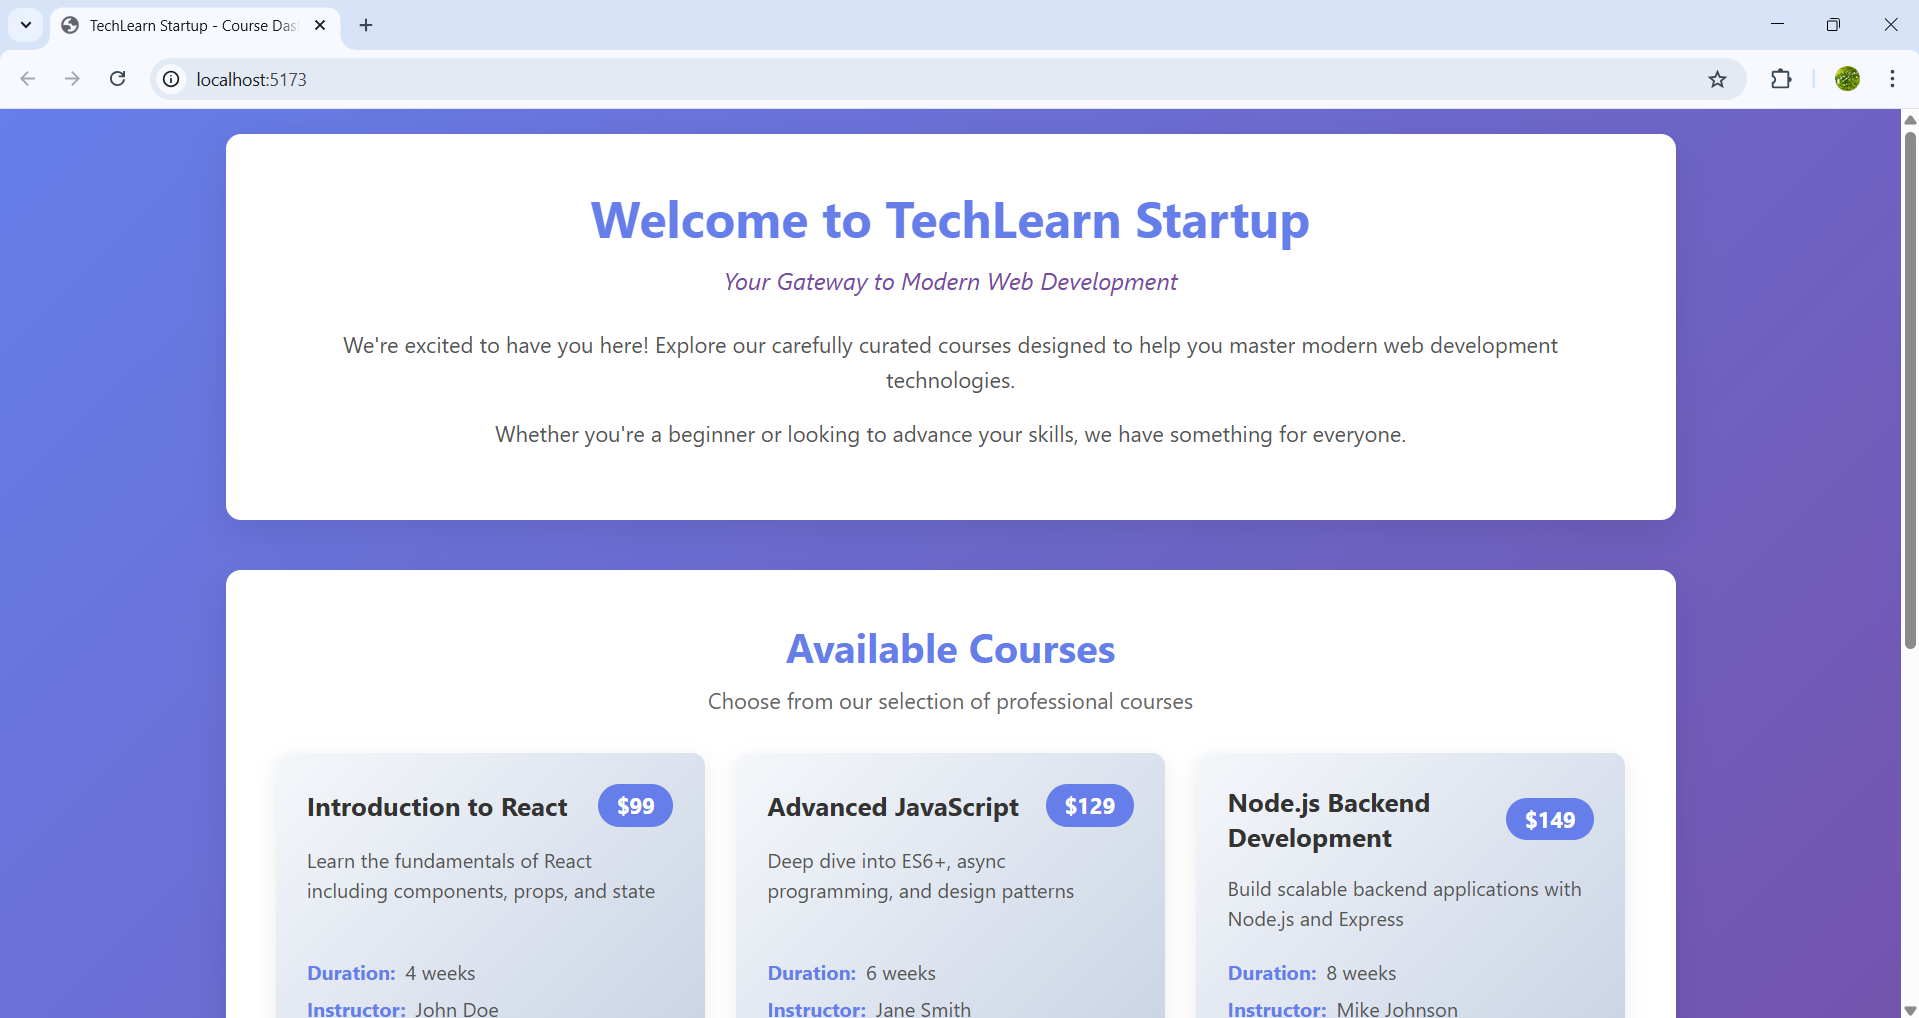 TechLearn Startup - Course Das
localhost:5173
Welcome to TechLearn Startup
Your Gateway to Modern Web Development
We're excited to have you here! Explore our carefully curated courses designed to help you master modern web development
technologies.
Whether you're a beginner or looking to advance your skills, we have something for everyone.
Available Courses
Choose from our selection of professional courses
Introduction to React
$99
Learn the fundamentals of React
including components, props, and state
Duration: 4 weeks
Instructor: John Doe
Advanced JavaScript
$129
Deep dive into ES6+, async
programming, and design patterns
Duration: 6 weeks
Instructor: Jane Smith
Node.js Backend
Development
$149
Build scalable backend applications with
Node.js and Express
Duration: 8 weeks
Instructor: Mike Johnson